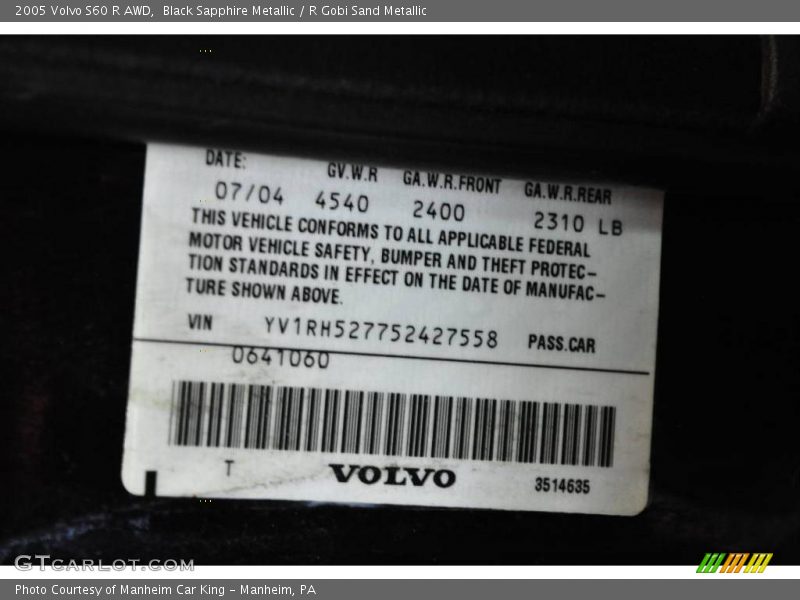 2005 Volvo S60 R AWD,  Black Sapphire Metallic / R Gobi Sand Metallic
DATE: GV.W.R GA.W.R.FRONT GA.W.R.REAR
07/04 4540 2400 2310 LB
THIS VEHICLE CONFORMS TO ALL APPLICABLE FEDERAL
MOTOR VEHICLE SAFETY, BUMPER AND THEFT PROTEC-
TION STANDARDS IN EFFECT ON THE DATE OF MANUFAC-
TURE SHOWN ABOVE.
VIN YV1RH527752427558 PASS.CAR
0641060
T VOLVO 3514635
GTCARLOT.COM
Photo Courtesy of Manheim Car King - Manheim, PA